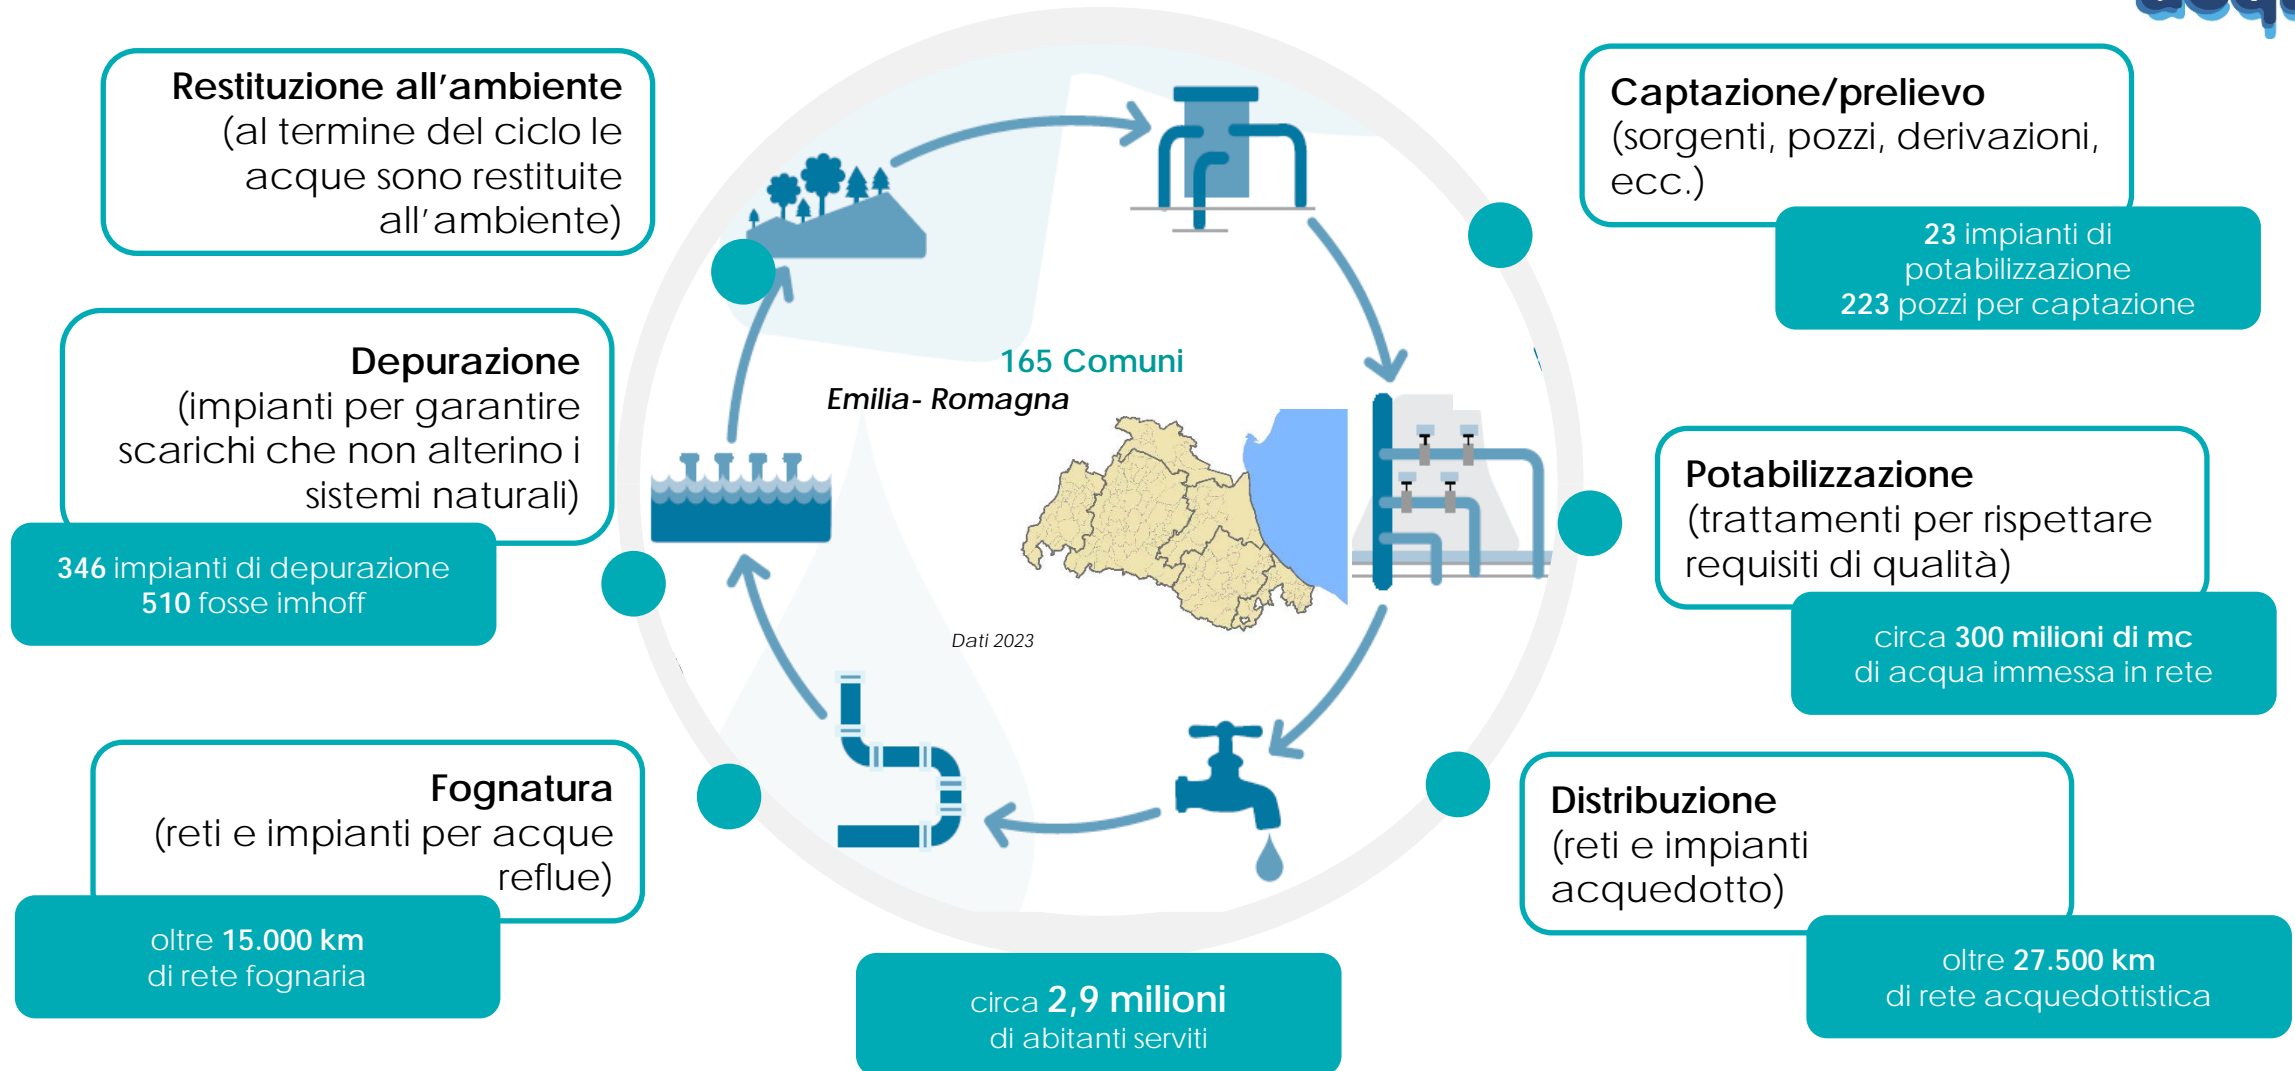 Restituzione all'ambiente
(al termine del ciclo le
acque sono restituite
all'ambiente)
Captazione/prelievo
(sorgenti, pozzi, derivazioni,
ecc.)
23 impianti di
potabilizzazione
223 pozzi per captazione
Depurazione
(impianti per garantire
scarichi che non alterino i
sistemi naturali)
346 impianti di depurazione
510 fosse imhoff
165 Comuni
Emilia- Romagna
Dati 2023
Potabilizzazione
(trattamenti per rispettare
requisiti di qualità)
circa 300 milioni di mc
di acqua immessa in rete
Fognatura
(reti e impianti per acque
reflue)
oltre 15.000 km
di rete fognaria
Distribuzione
(reti e impianti
acquedotto)
oltre 27.500 km
di rete acquedottistica
circa 2,9 milioni
di abitanti serviti